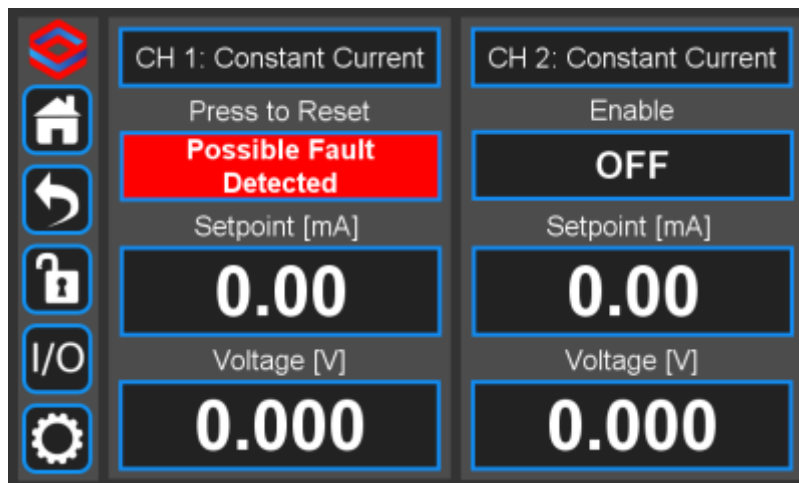 CH 1: Constant Current
Press to Reset
Possible Fault
Detected
Setpoint [mA]
0.00
Voltage [V]
0.000
CH 2: Constant Current
Enable
OFF
Setpoint [mA]
0.00
Voltage [V]
0.000
I/O